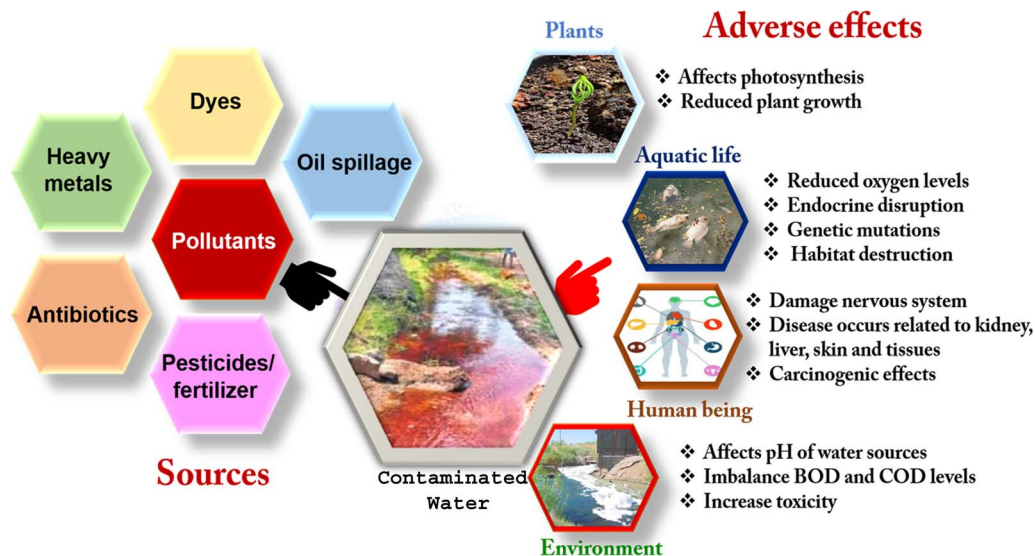 Dyes
Heavy
metals
Oil spillage
Pollutants
Antibiotics
Pesticides/
fertilizer
Sources
Contaminated
Water
Adverse effects
Plants
❖ Affects photosynthesis
❖ Reduced plant growth
Aquatic life
❖ Reduced oxygen levels
❖ Endocrine disruption
❖ Genetic mutations
❖ Habitat destruction
❖ Damage nervous system
❖ Disease occurs related to kidney,
liver, skin and tissues
❖ Carcinogenic effects
Human being
❖ Affects pH of water sources
❖ Imbalance BOD and COD levels
❖ Increase toxicity
Environment